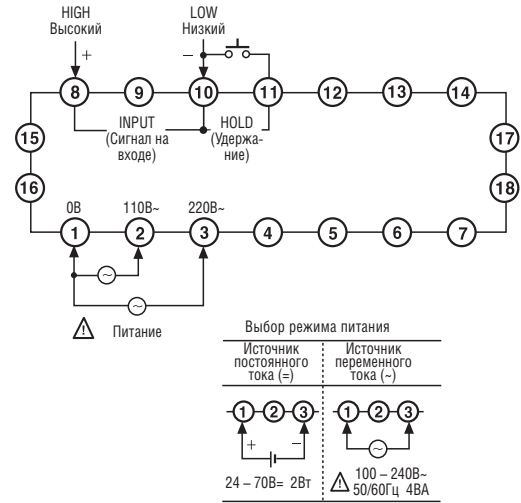 HIGH
Высокий
LOW
Низкий
+
−
8 9 10 11 12 13 14
INPUT
(Сигнал на
входе)
HOLD
(Удержа-
ние)
15
16
17
18
0В 110В~ 220В~
1 2 3 4 5 6 7
~
~
⚠ Питание
Выбор режима питания
Источник
постоянного
тока (=)
Источник
переменного
тока (~)
1 2 3
1 2 3
+ −
~
24 – 70В= 2Вт
⚠ 100 – 240В~
50/60Гц 4ВА